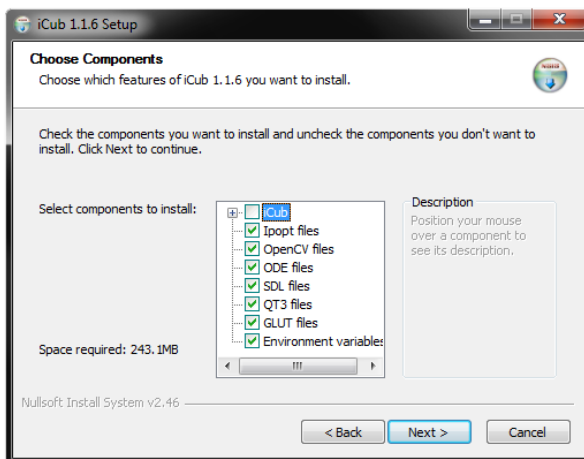 iCub 1.1.6 Setup
Choose Components
Choose which features of iCub 1.1.6 you want to install.
Check the components you want to install and uncheck the components you don't want to
install. Click Next to continue.
Select components to install:
iCub
Ipopt files
OpenCV files
ODE files
SDL files
QT3 files
GLUT files
Environment variables
Description
Position your mouse
over a component to
see its description.
Space required: 243.1MB
Nullsoft Install System v2.46
< Back
Next >
Cancel